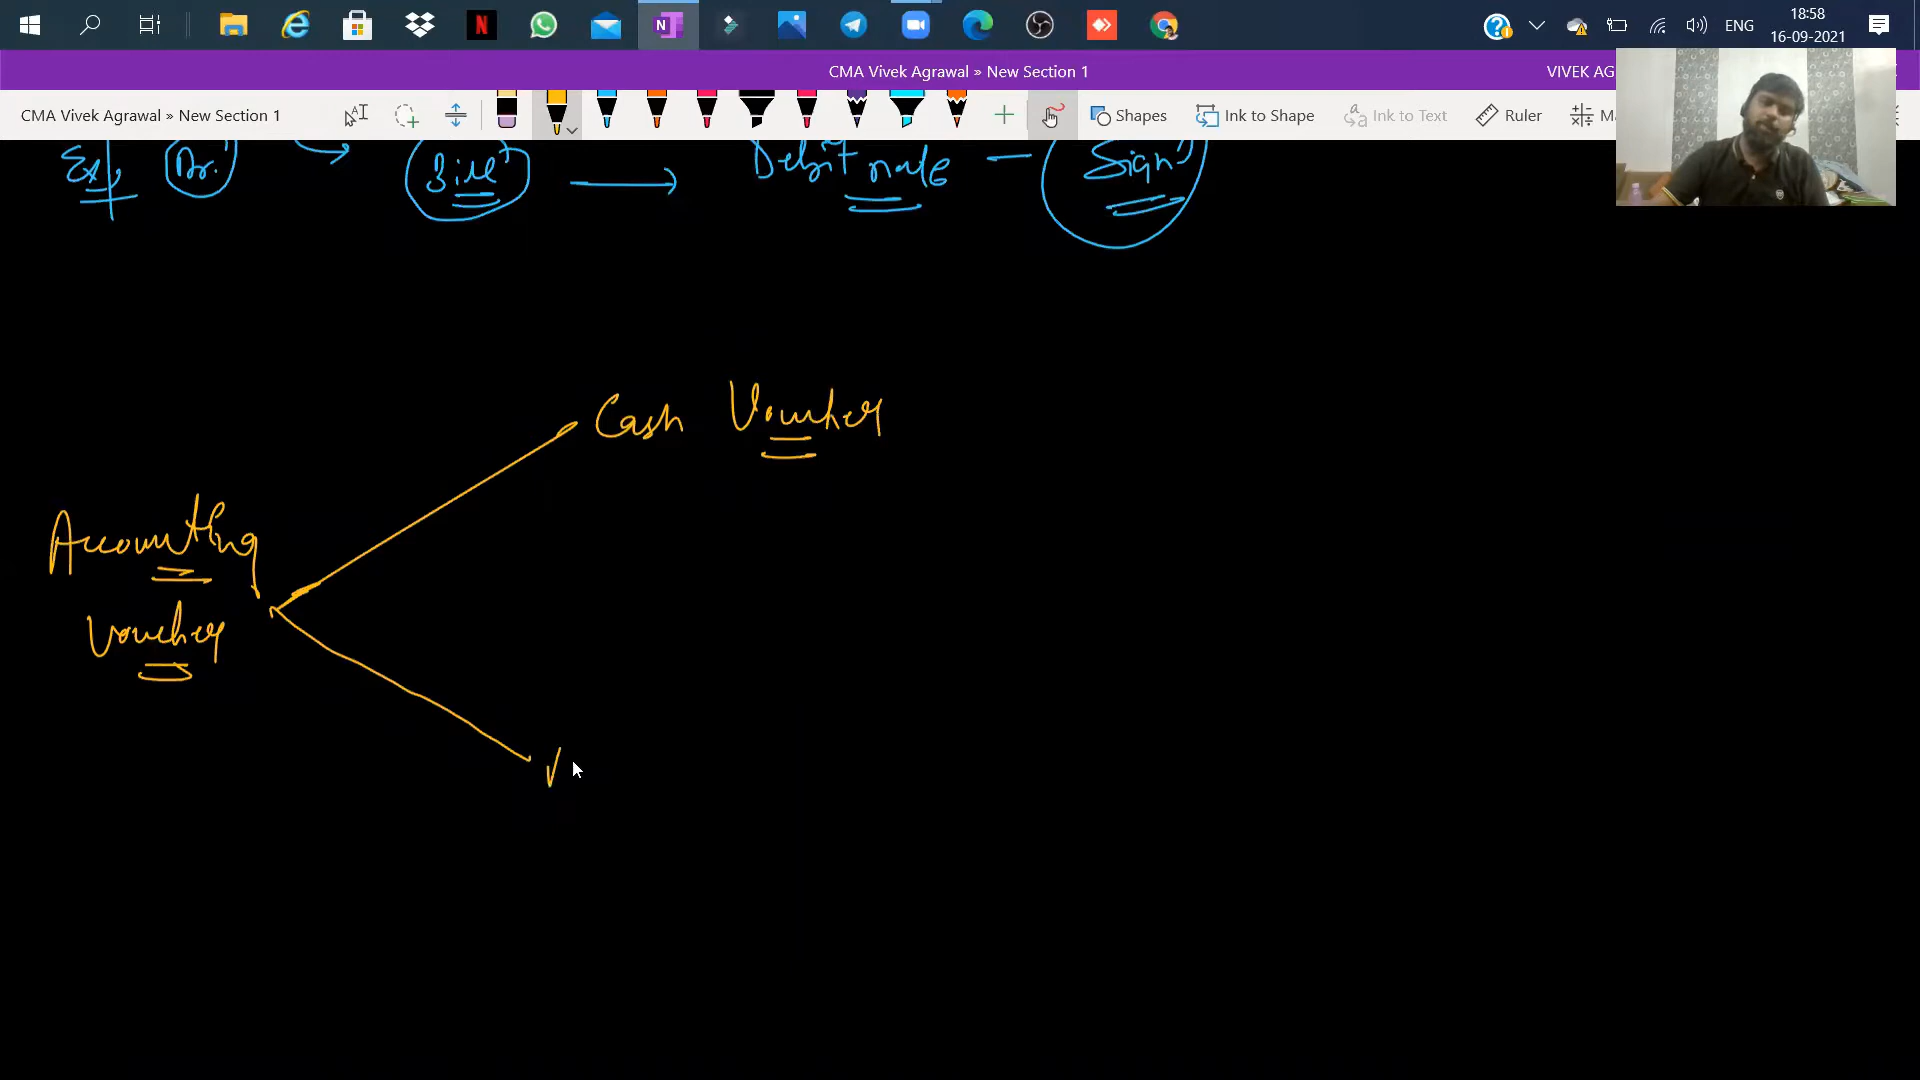 18:58
ENG
16-09-2021
CMA Vivek Agrawal » New Section 1
VIVEK AG
CMA Vivek Agrawal » New Section 1
Shapes
Ink to Shape
Ink to Text
Ruler
Exp Dr. Bill Debit note Sign
Cash Voucher
Accounting
Voucher